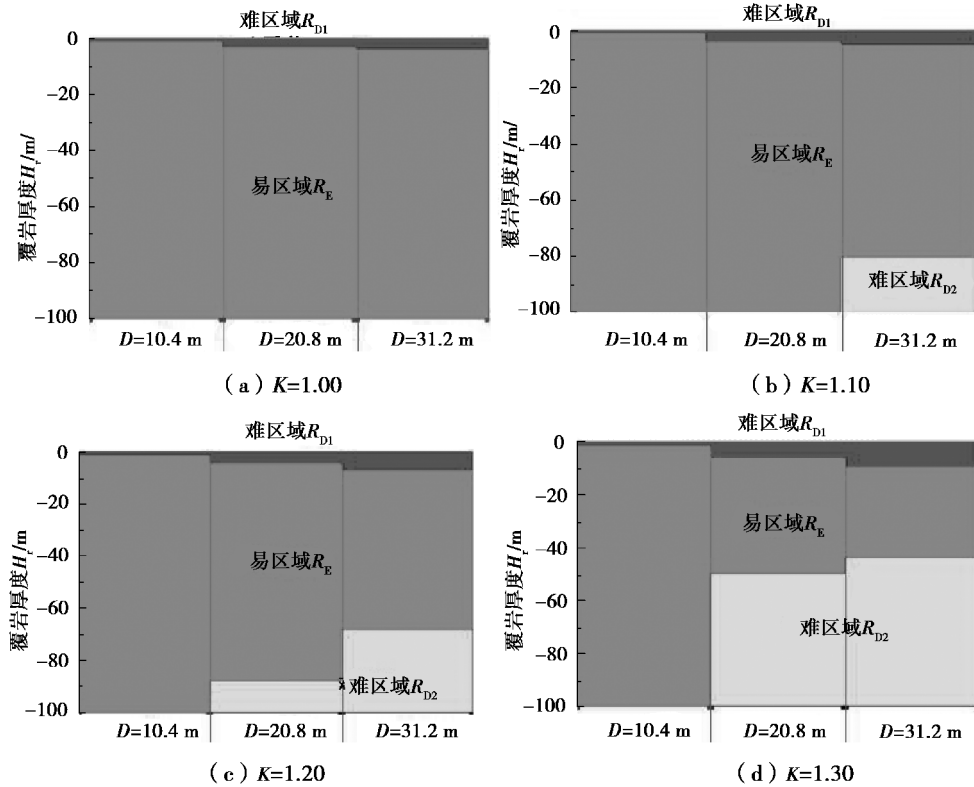 难区域R_D1
0
−20
−40
−60
−80
−100
覆岩厚度H_r/m/
易区域R_E
D=10.4 m
D=20.8 m
D=31.2 m
（a）K=1.00
难区域R_D1
0
−20
−40
−60
−80
−100
覆岩厚度H_r/m
易区域R_E
难区域R_D2
D=10.4 m
D=20.8 m
D=31.2 m
（b）K=1.10
难区域R_D1
0
−20
−40
−60
−80
−100
覆岩厚度H_r/m
易区域R_E
难区域R_D2
D=10.4 m
D=20.8 m
D=31.2 m
（c）K=1.20
难区域R_D1
0
−20
−40
−60
−80
−100
覆岩厚度H_r/m
易区域R_E
难区域R_D2
D=10.4 m
D=20.8 m
D=31.2 m
（d）K=1.30